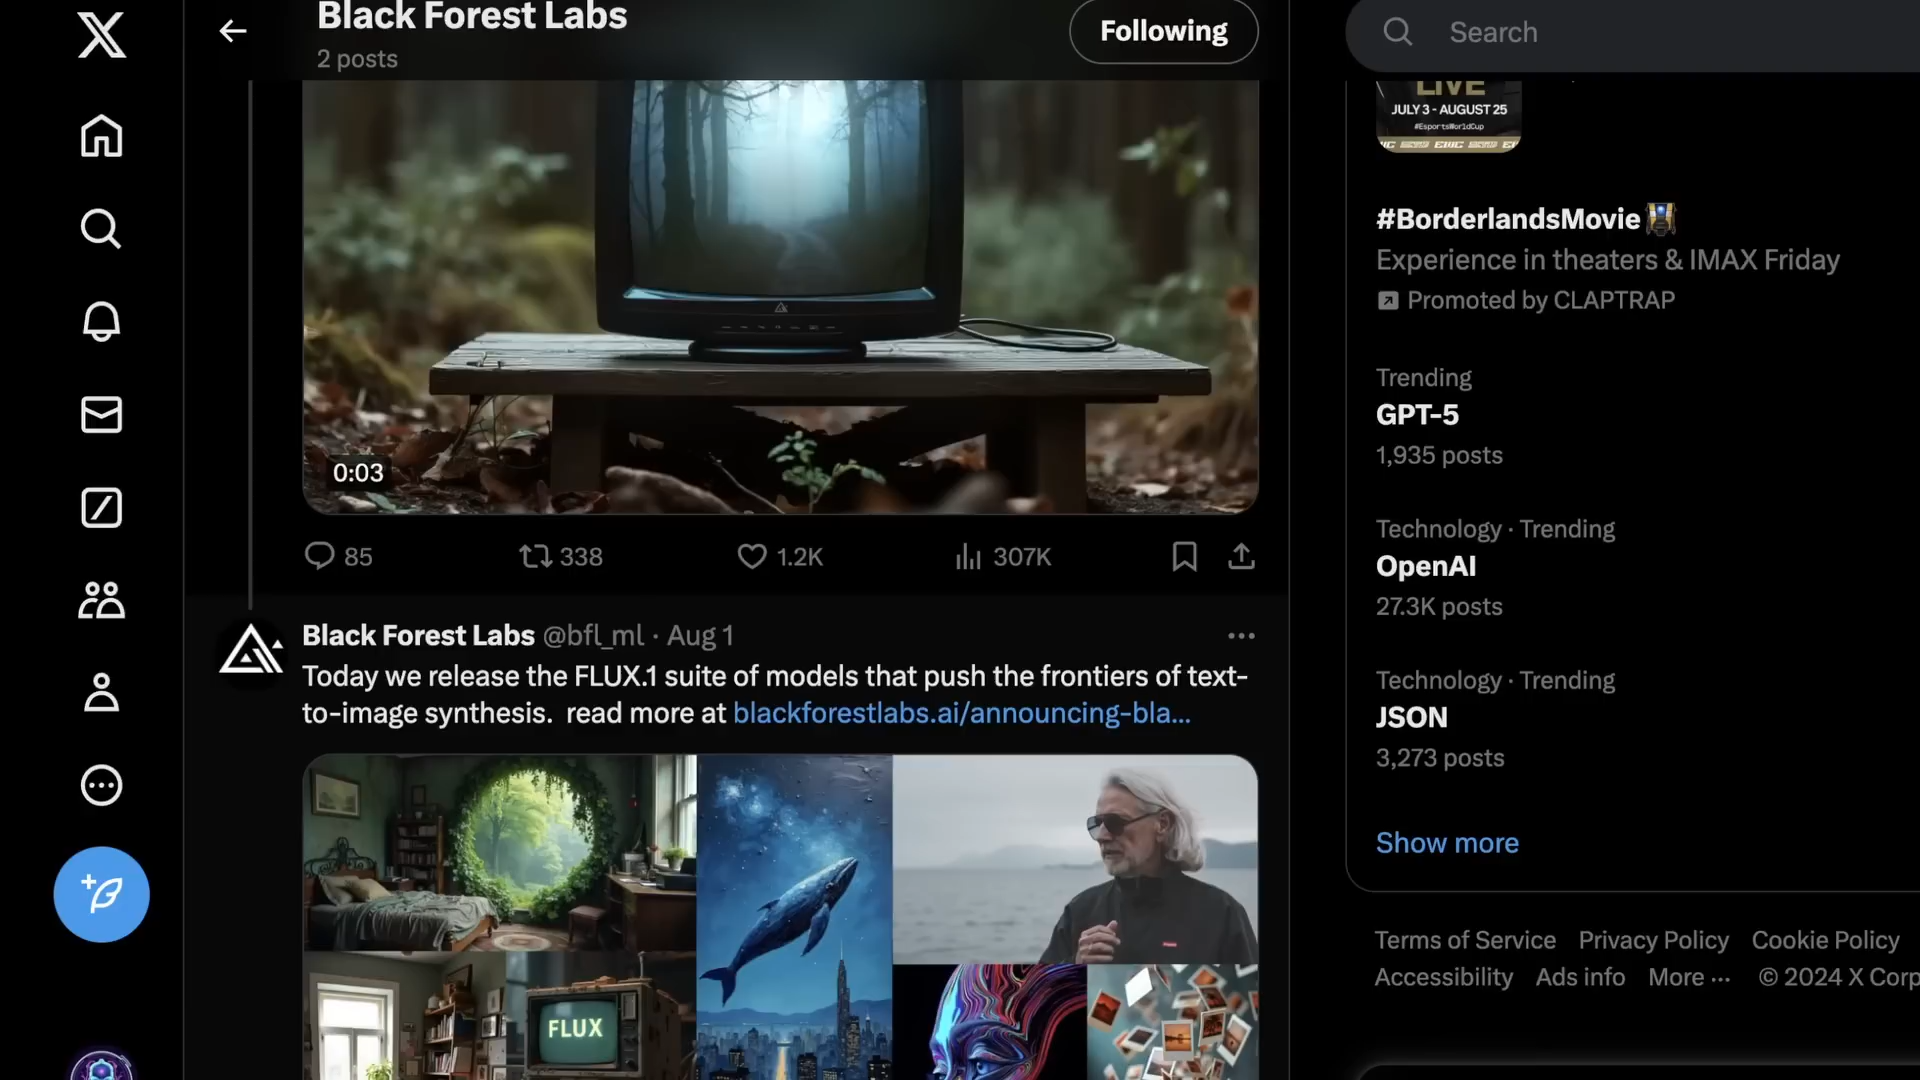 Black Forest Labs
2 posts
Following
Search
0:03
85
338
1.2K
307K
Black Forest Labs @bfl_ml · Aug 1
Today we release the FLUX.1 suite of models that push the frontiers of text-
to-image synthesis.  read more at blackforestlabs.ai/announcing-bla...
FLUX
LIVE
JULY 3 - AUGUST 25
#EsportsWorldCup
#BorderlandsMovie
Experience in theaters & IMAX Friday
Promoted by CLAPTRAP
Trending
GPT-5
1,935 posts
Technology · Trending
OpenAI
27.3K posts
Technology · Trending
JSON
3,273 posts
Show more
Terms of Service Privacy Policy Cookie Policy
Accessibility Ads info More ··· © 2024 X Corp